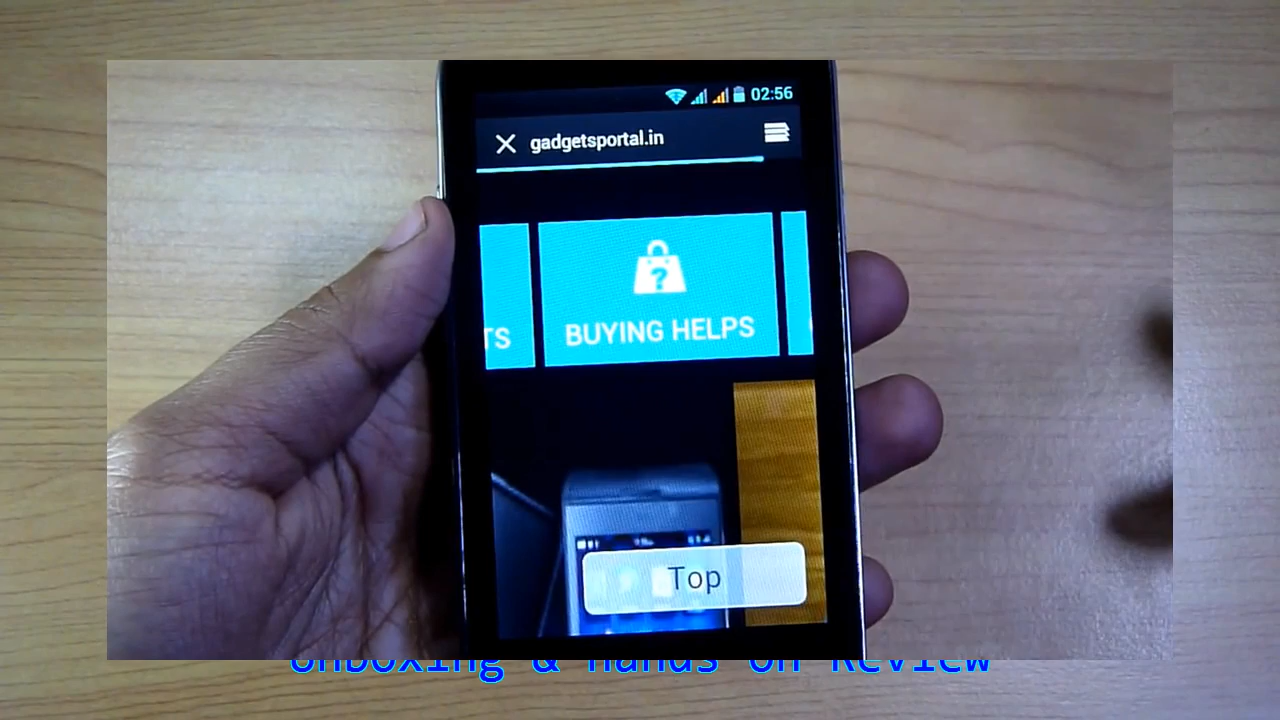 02:56
gadgetsportal.in
TS
BUYING HELPS
Top
Unboxing & Hands on Review